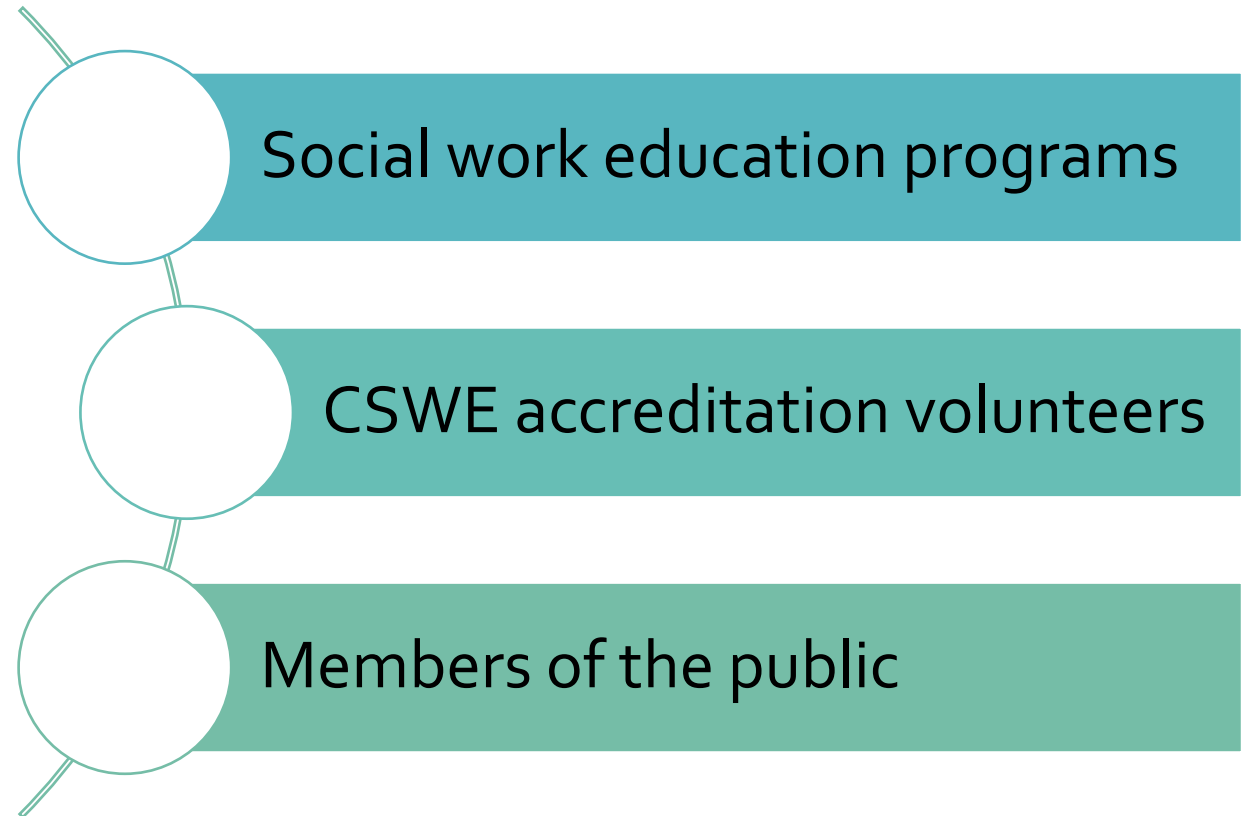 Social work education programs
CSWE accreditation volunteers
Members of the public